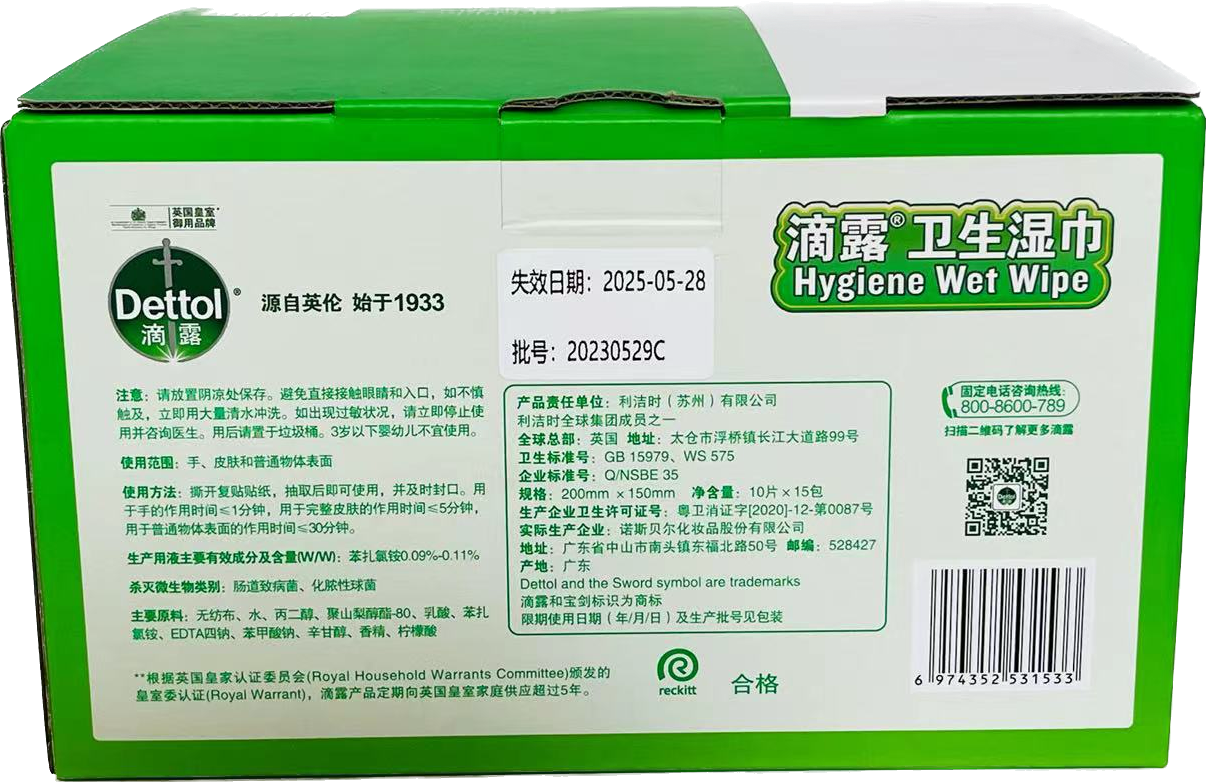 英国皇室*
御用品牌
Dettol®
滴露
源自英伦 始于1933
失效日期：2025-05-28
批号：20230529C
滴露®卫生湿巾
Hygiene Wet Wipe
注意：请放置阴凉处保存。避免直接接触眼睛和入口，如不慎
触及，立即用大量清水冲洗。如出现过敏状况，请立即停止使
用并咨询医生。用后请置于垃圾桶。3岁以下婴幼儿不宜使用。
使用范围：手、皮肤和普通物体表面
使用方法：撕开复贴贴纸，抽取后即可使用，并及时封口。用
于手的作用时间≤1分钟，用于完整皮肤的作用时间≤5分钟，
用于普通物体表面的作用时间≤30分钟。
生产用液主要有效成分及含量(W/W)：苯扎氯铵0.09%-0.11%
杀灭微生物类别：肠道致病菌、化脓性球菌
主要原料：无纺布、水、丙二醇、聚山梨醇酯-80、乳酸、苯扎
氯铵、EDTA四钠、苯甲酸钠、辛甘醇、香精、柠檬酸
**根据英国皇家认证委员会(Royal Household Warrants Committee)颁发的
皇室委认证(Royal Warrant)，滴露产品定期向英国皇室家庭供应超过5年。
产品责任单位：利洁时（苏州）有限公司
利洁时全球集团成员之一
全球总部：英国 地址：太仓市浮桥镇长江大道路99号
卫生标准号：GB 15979、WS 575
企业标准号：Q/NSBE 35
规格：200mm×150mm 净含量：10片×15包
生产企业卫生许可证号：粤卫消证字[2020]-12-第0087号
实际生产企业：诺斯贝尔化妆品股份有限公司
地址：广东省中山市南头镇东福北路50号 邮编：528427
产地：广东
Dettol and the Sword symbol are trademarks
滴露和宝剑标识为商标
限期使用日期（年/月/日）及生产批号见包装
reckitt
合格
固定电话咨询热线：
800-8600-789
扫描二维码了解更多滴露
Dettol
6 974352 531533